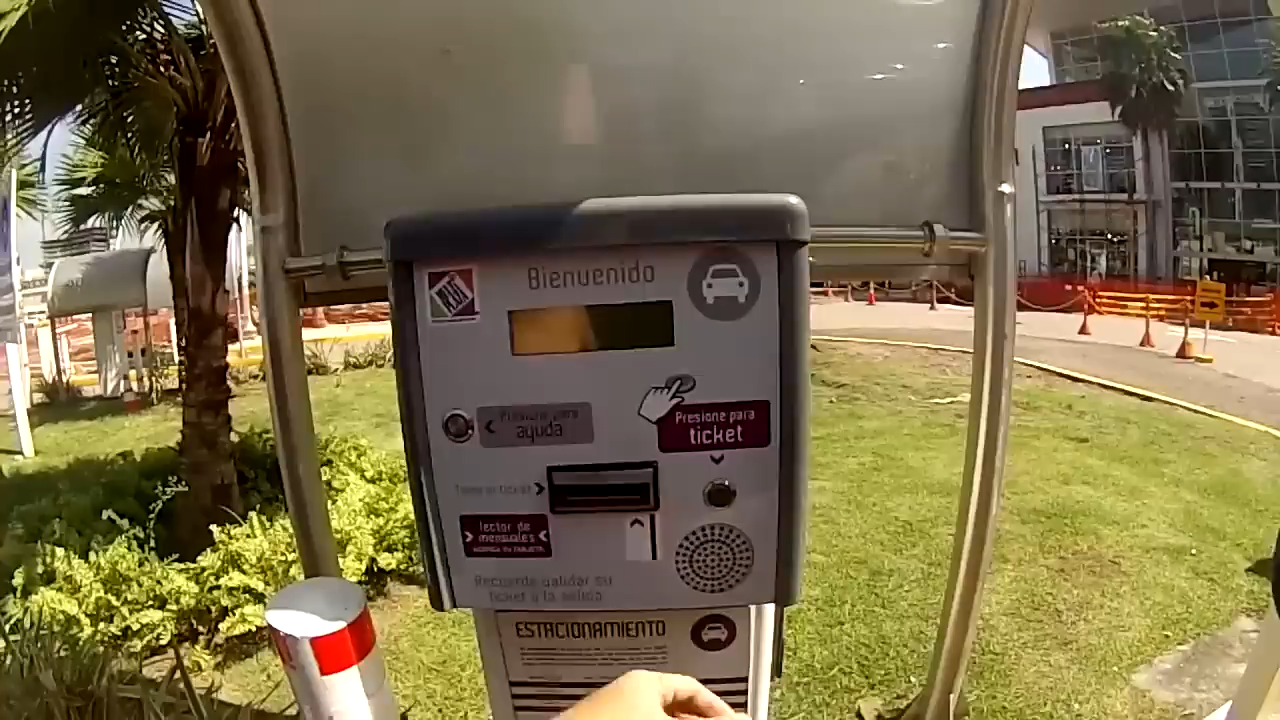 Bienvenido
Presione para
ayuda
Presione para
ticket
Tome el ticket
lector de
mensuales
Recuerde validar su
ticket a la salida
ESTACIONAMIENTO